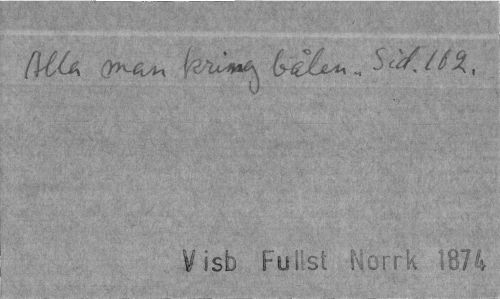 Alla man kring bålen.. Sid. 162.
Visb Fullst Norrk 1874